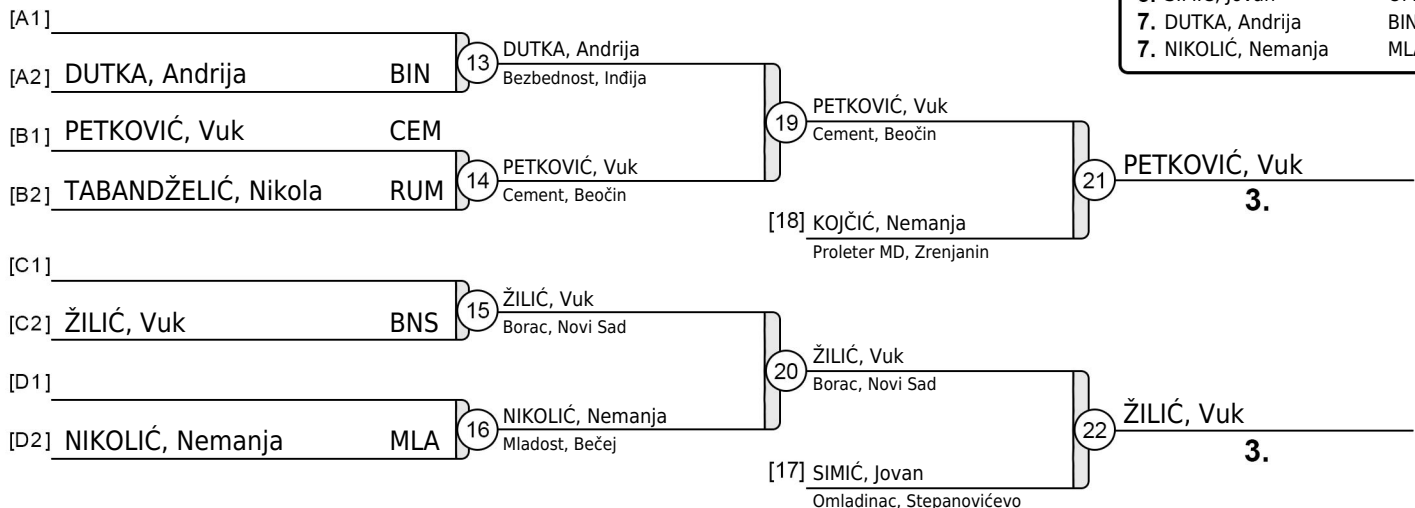 7. DUTKA, Andrija
7. NIKOLIĆ, Nemanja
[A1]
[A2] DUTKA, Andrija BIN
13
DUTKA, Andrija
Bezbednost, Inđija
[B1] PETKOVIĆ, Vuk CEM
[B2] TABANDŽELIĆ, Nikola RUM
14
PETKOVIĆ, Vuk
Cement, Beočin
19
PETKOVIĆ, Vuk
Cement, Beočin
[18] KOJČIĆ, Nemanja
Proleter MD, Zrenjanin
21
PETKOVIĆ, Vuk
3.
[C1]
[C2] ŽILIĆ, Vuk BNS
15
ŽILIĆ, Vuk
Borac, Novi Sad
[D1]
[D2] NIKOLIĆ, Nemanja MLA
16
NIKOLIĆ, Nemanja
Mladost, Bečej
20
ŽILIĆ, Vuk
Borac, Novi Sad
[17] SIMIĆ, Jovan
Omladinac, Stepanovićevo
22
ŽILIĆ, Vuk
3.